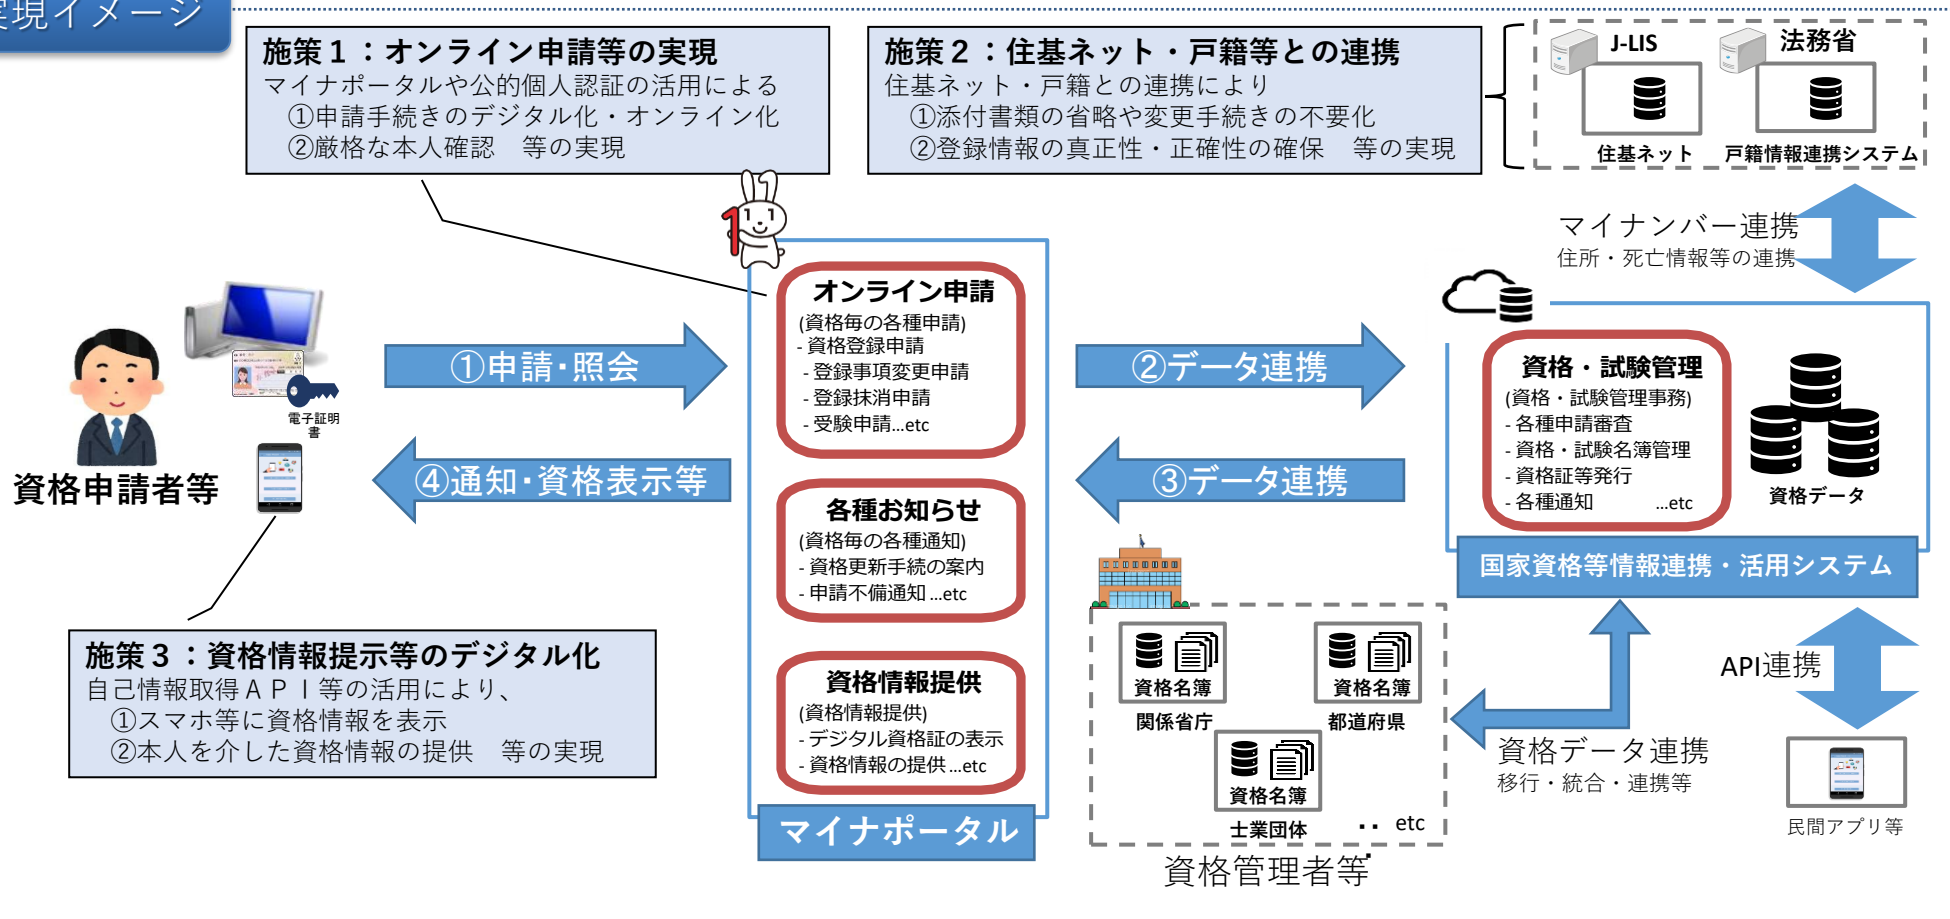 実現イメージ
施策１：オンライン申請等の実現
マイナポータルや公的個人認証の活用による
①申請手続きのデジタル化・オンライン化
②厳格な本人確認　等の実現
施策２：住基ネット・戸籍等との連携
住基ネット・戸籍との連携により
①添付書類の省略や変更手続きの不要化
②登録情報の真正性・正確性の確保　等の実現
J-LIS
住基ネット
法務省
戸籍情報連携システム
マイナンバー連携
住所・死亡情報等の連携
電子証明
書
資格申請者等
①申請・照会
④通知・資格表示等
オンライン申請
(資格毎の各種申請)
- 資格登録申請
- 登録事項変更申請
- 登録抹消申請
- 受験申請...etc
各種お知らせ
(資格毎の各種通知)
- 資格更新手続の案内
- 申請不備通知 ...etc
資格情報提供
(資格情報提供)
- デジタル資格証の表示
- 資格情報の提供 ...etc
マイナポータル
②データ連携
③データ連携
資格・試験管理
(資格・試験管理事務)
- 各種申請審査
- 資格・試験名簿管理
- 資格証等発行
- 各種通知　　...etc
資格データ
国家資格等情報連携・活用システム
施策３：資格情報提示等のデジタル化
自己情報取得ＡＰＩ等の活用により、
①スマホ等に資格情報を表示
②本人を介した資格情報の提供　等の実現
資格名簿
関係省庁
資格名簿
都道府県
資格名簿
士業団体
‥ etc
資格管理者等
資格データ連携
移行・統合・連携等
API連携
民間アプリ等